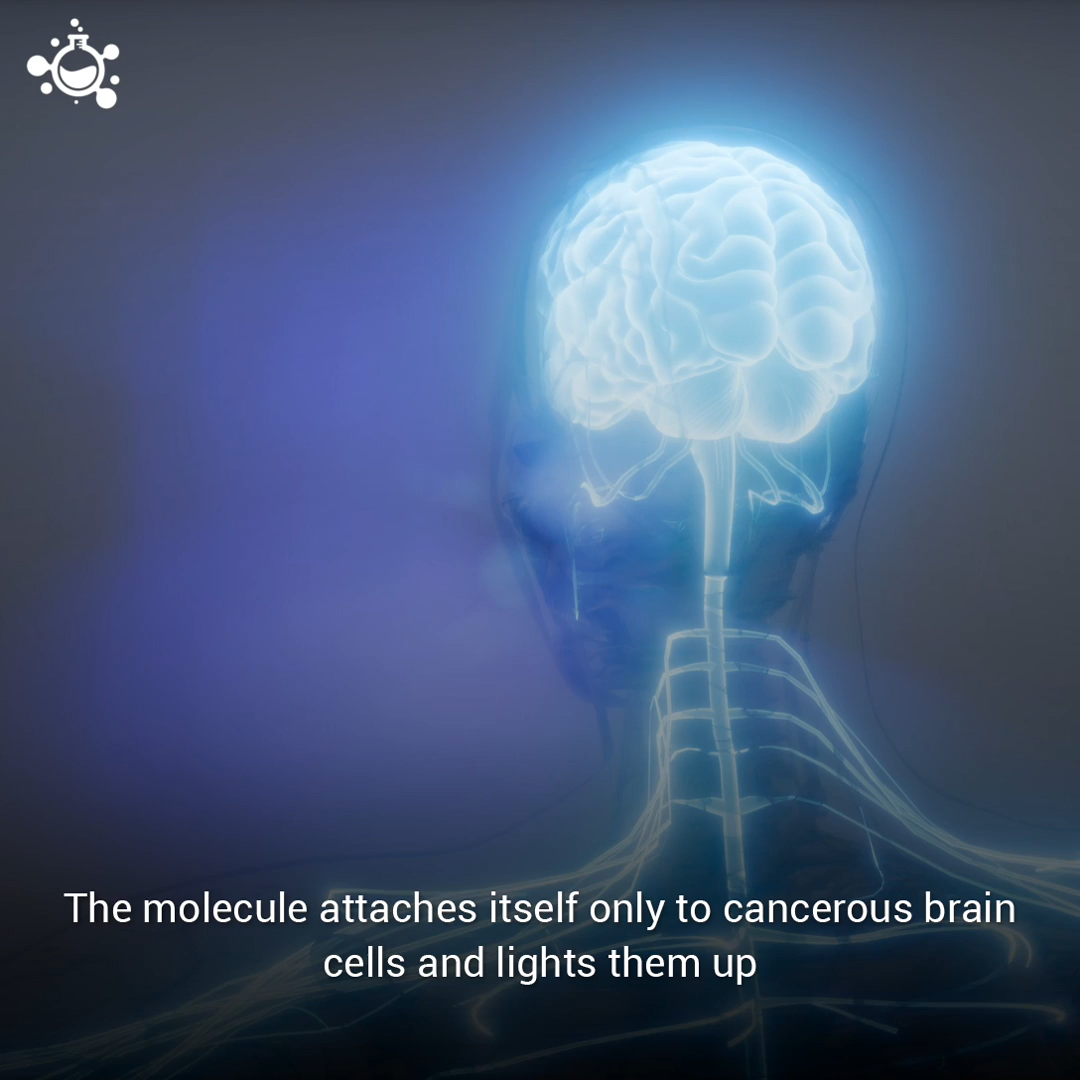 The molecule attaches itself only to cancerous brain
cells and lights them up